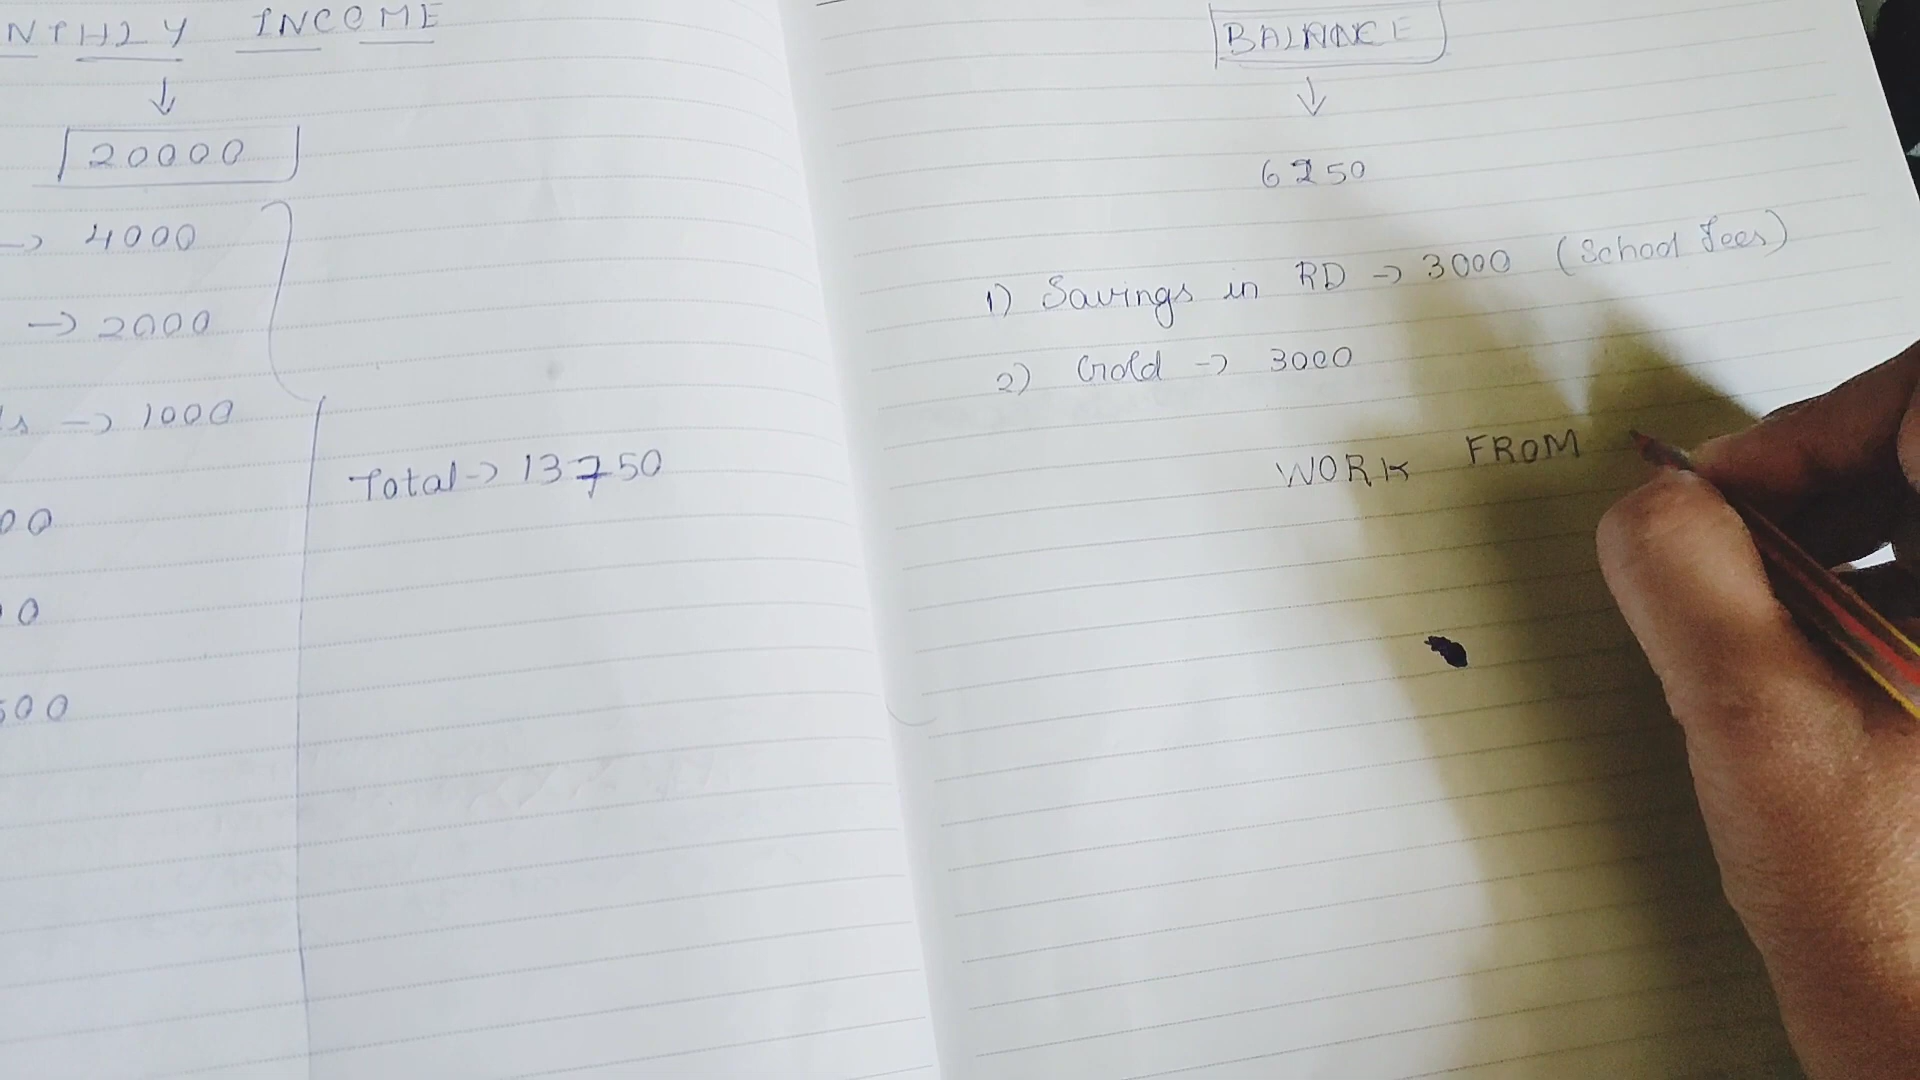 NTHLY INCOME
↓
20000
→ 4000
→ 2000
s → 1000
00
0
500
Total → 13750
BALANCE
↓
6250
1) Savings in RD → 3000 (School fees)
2) Gold → 3000
WORK FROM